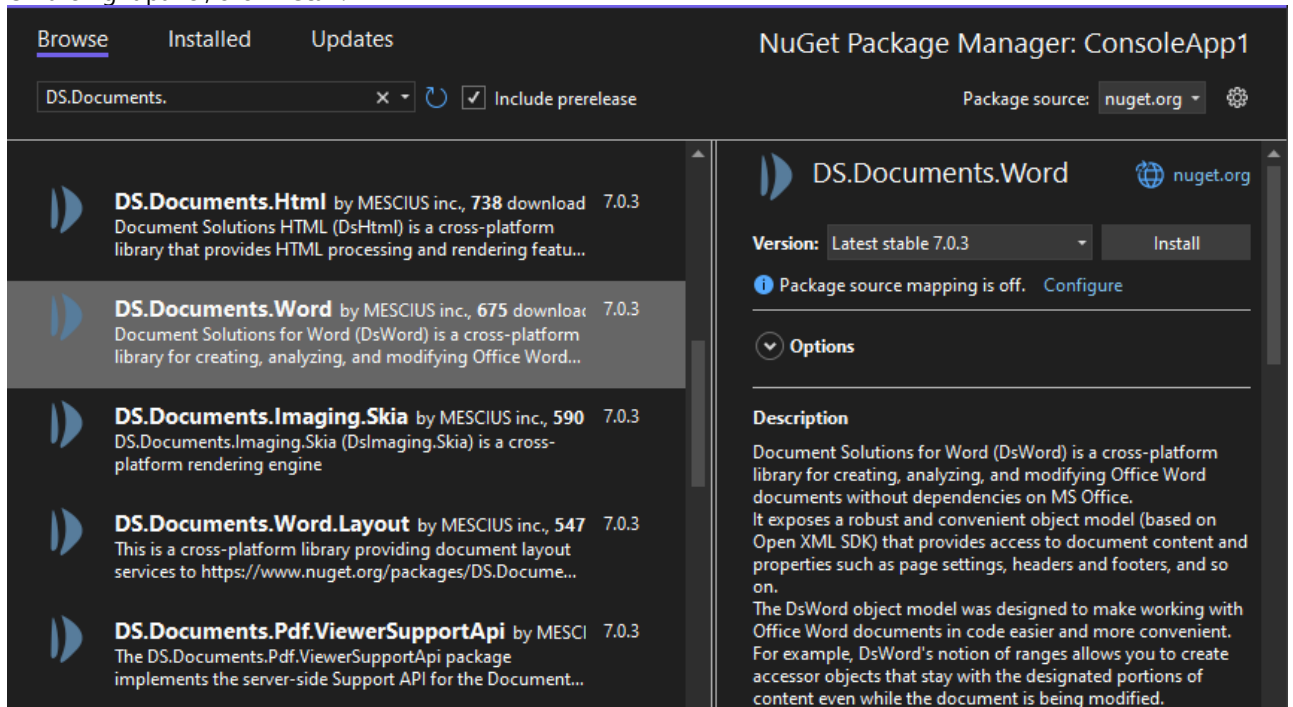 Browse Installed Updates
NuGet Package Manager: ConsoleApp1
DS.Documents.
Include prerelease
Package source: nuget.org
DS.Documents.Html by MESCIUS inc., 738 download 7.0.3
Document Solutions HTML (DsHtml) is a cross-platform
library that provides HTML processing and rendering featu...
DS.Documents.Word by MESCIUS inc., 675 downloac 7.0.3
Document Solutions for Word (DsWord) is a cross-platform
library for creating, analyzing, and modifying Office Word...
DS.Documents.Imaging.Skia by MESCIUS inc., 590 7.0.3
DS.Documents.Imaging.Skia (DsImaging.Skia) is a cross-
platform rendering engine
DS.Documents.Word.Layout by MESCIUS inc., 547 7.0.3
This is a cross-platform library providing document layout
services to https://www.nuget.org/packages/DS.Docume...
DS.Documents.Pdf.ViewerSupportApi by MESCI 7.0.3
The DS.Documents.Pdf.ViewerSupportApi package
implements the server-side Support API for the Document...
DS.Documents.Word
nuget.org
Version: Latest stable 7.0.3 Install
Package source mapping is off. Configure
Options
Description
Document Solutions for Word (DsWord) is a cross-platform
library for creating, analyzing, and modifying Office Word
documents without dependencies on MS Office.
It exposes a robust and convenient object model (based on
Open XML SDK) that provides access to document content and
properties such as page settings, headers and footers, and so
on.
The DsWord object model was designed to make working with
Office Word documents in code easier and more convenient.
For example, DsWord's notion of ranges allows you to create
accessor objects that stay with the designated portions of
content even while the document is being modified.